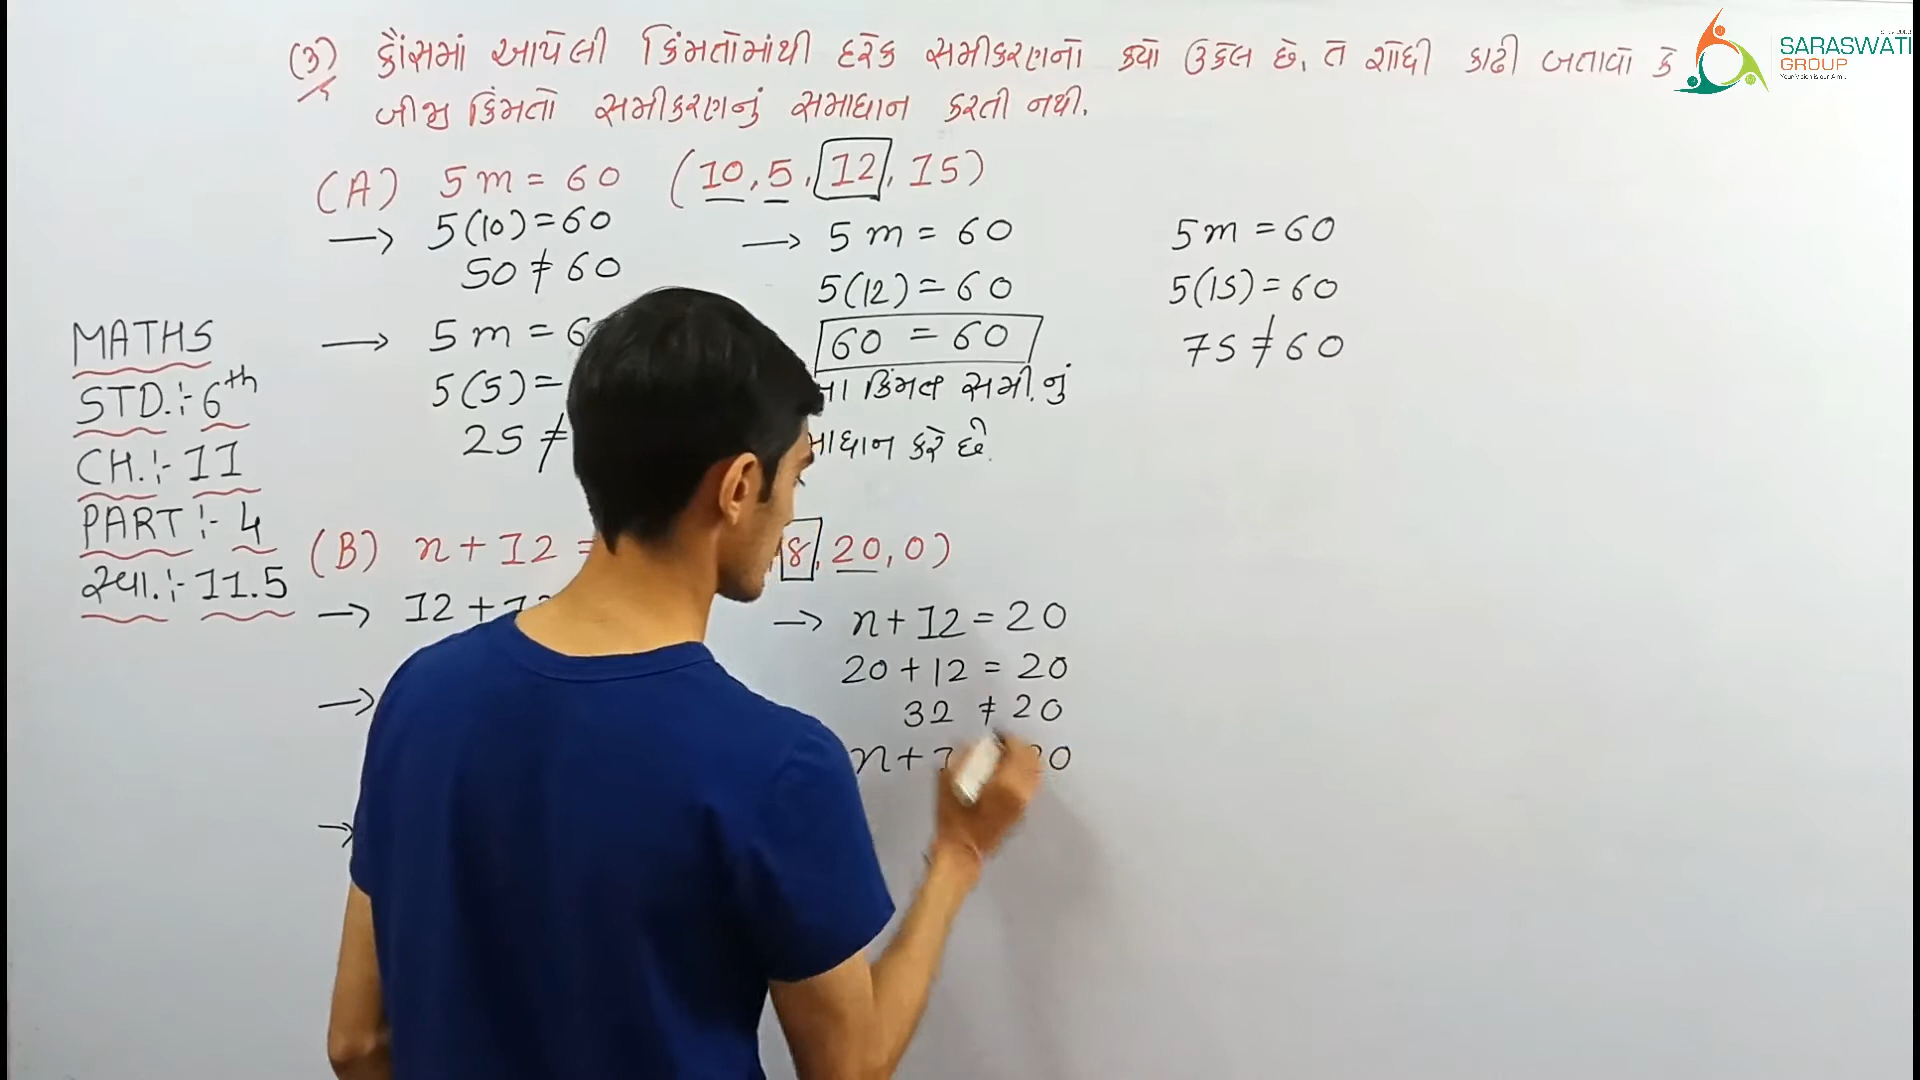 (3) કૌંસમાં આપેલી કિંમતોમાંથી દરેક સમીકરણનો કયો ઉકેલ છે, તે શોધી કાઢી બતાવો કે
બીજી કિંમતો સમીકરણનું સમાધાન કરતી નથી.
(A) 5m = 60 (10, 5, 12, 15)
→ 5(10) = 60
50 ≠ 60
→ 5m = 6
5(5) =
25 ≠
→ 5m = 60
5(12) = 60
60 = 60
કિંમત સમી.નું
કરે છે.
5m = 60
5(15) = 60
75 ≠ 60
MATHS
STD.:- 6th
CH.:- 11
PART :- 4
સ્વા.:- 11.5
(B) n + 12 = 8, 20, 0)
→ 12 +
→
→
→ n + 12 = 20
20 + 12 = 20
32 ≠ 20
n +
SARASWATI
GROUP